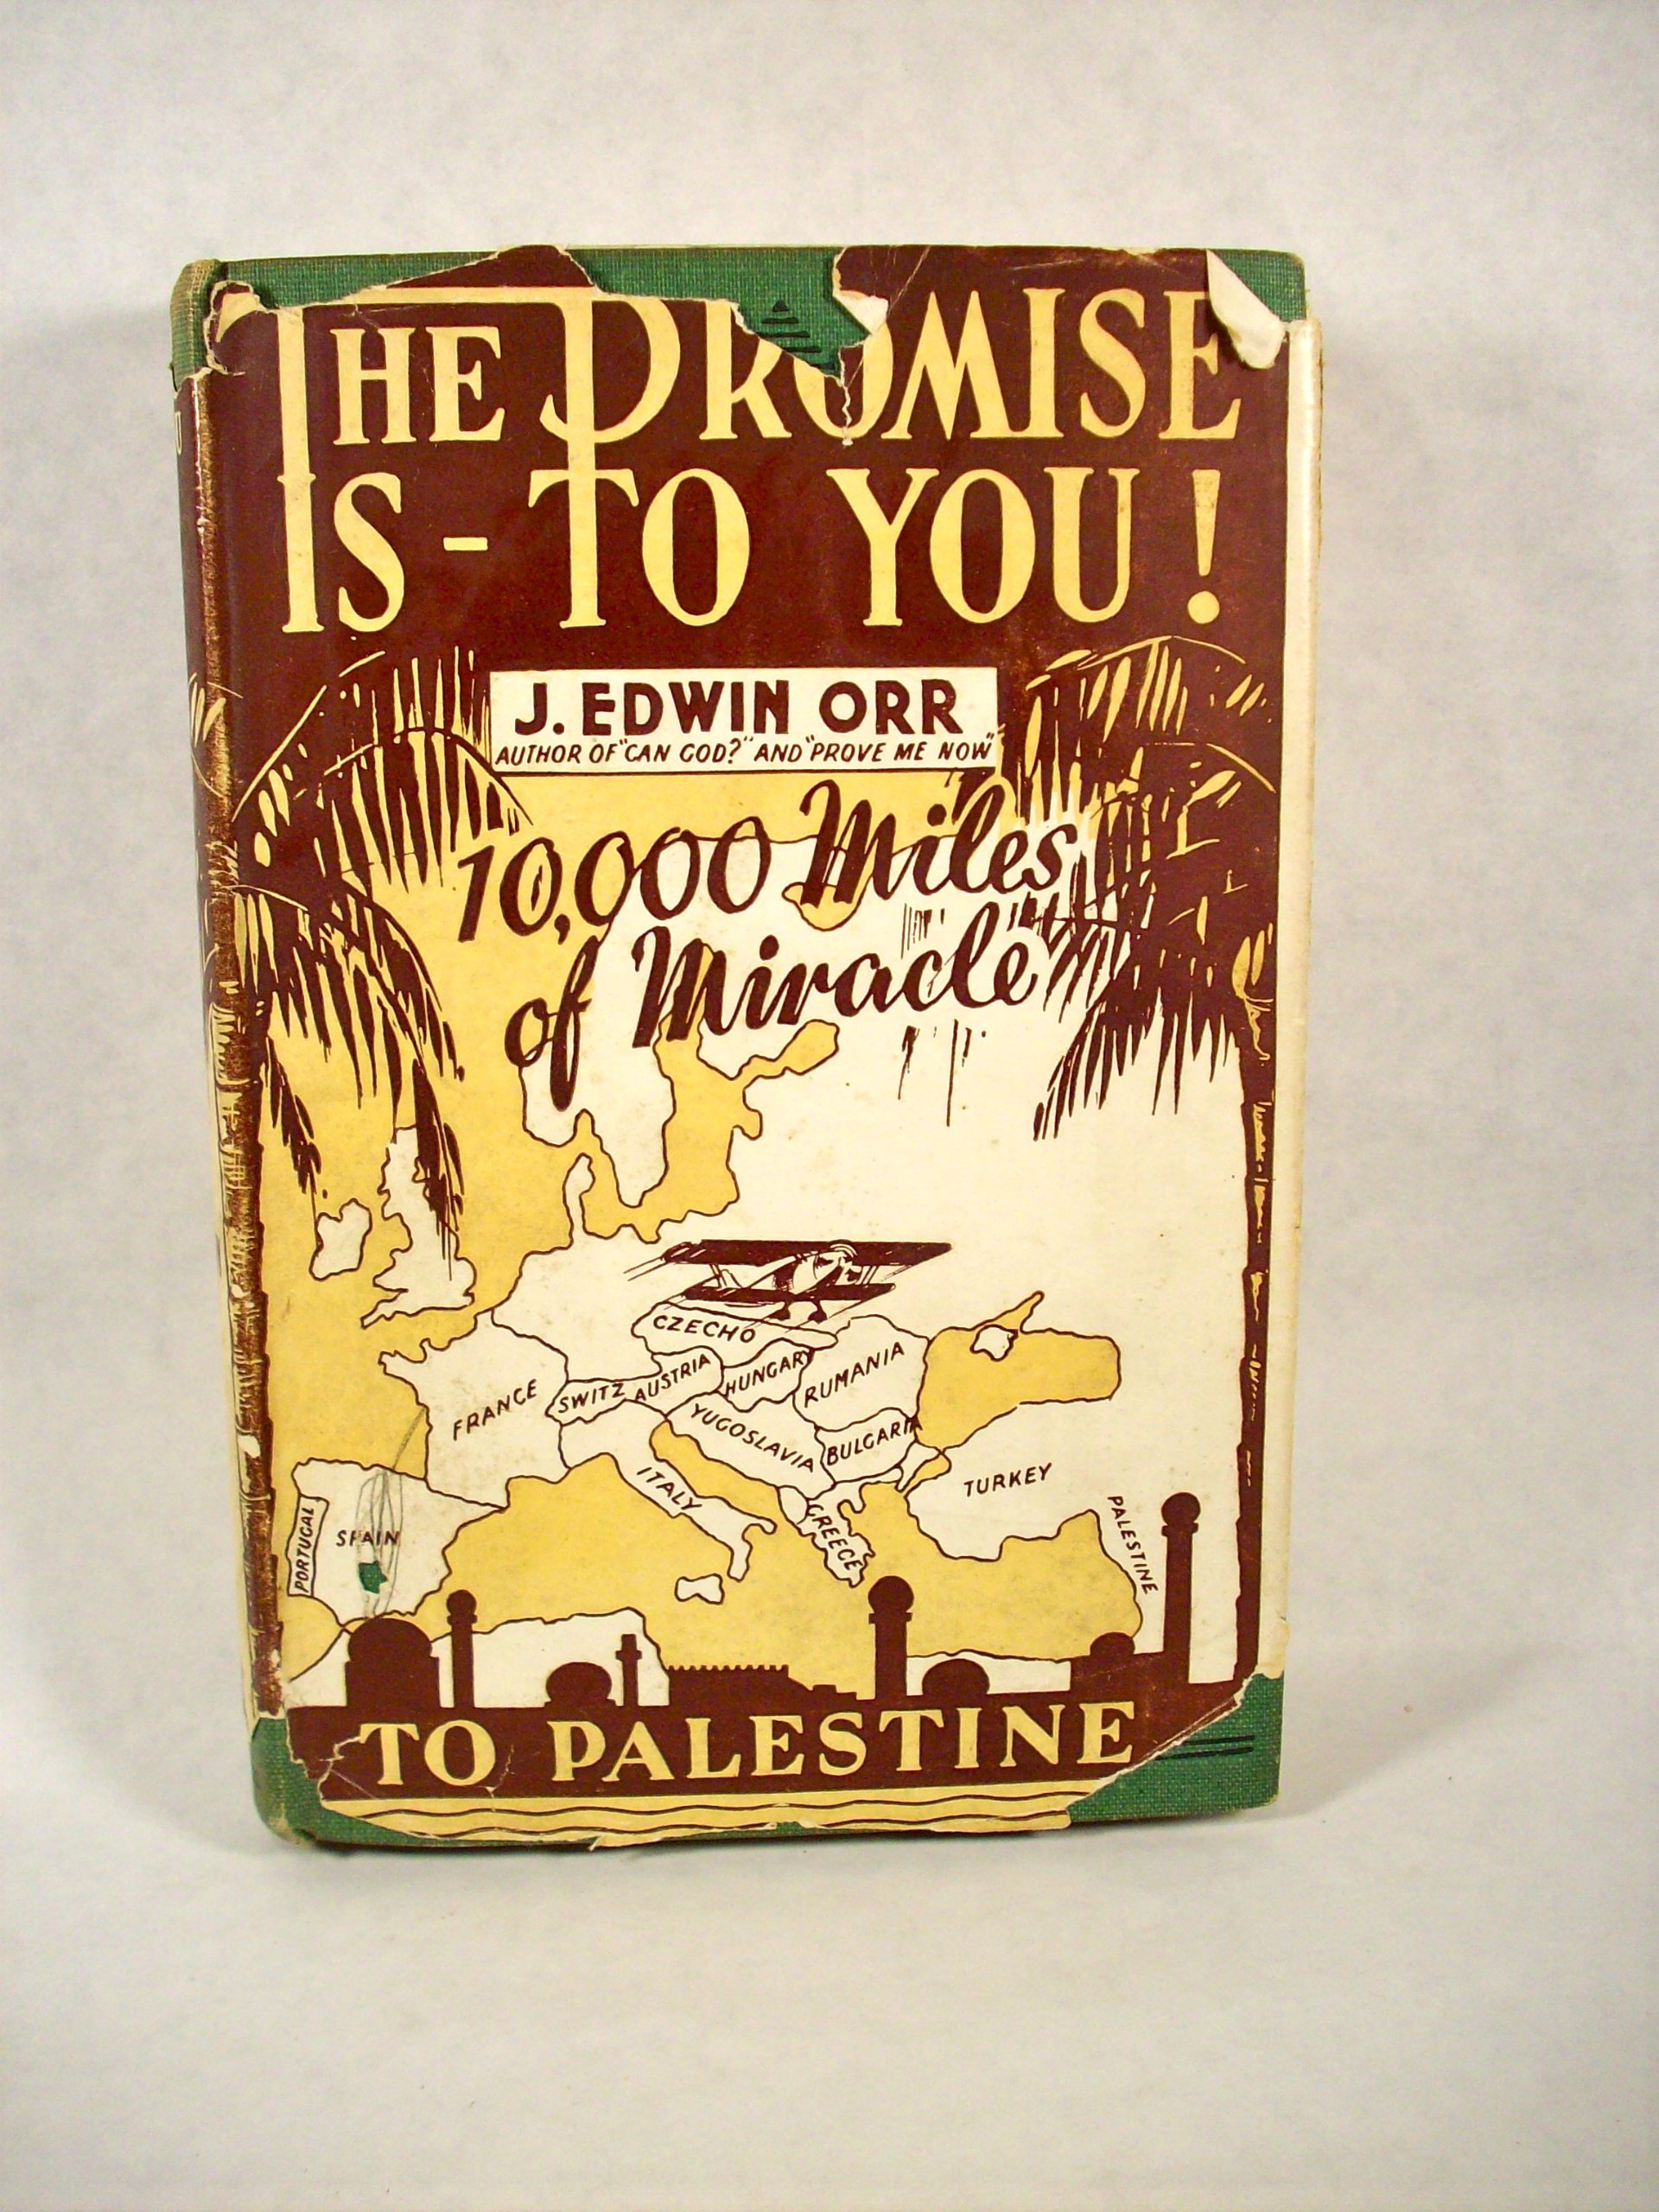 THE PROMISE
IS - TO YOU!
J. EDWIN ORR
AUTHOR OF "CAN GOD?" AND "PROVE ME NOW"
10,000 Miles
of Miracle
CZECHO
FRANCE
SWITZ
AUSTRIA
HUNGARY
RUMANIA
YUGOSLAVIA
BULGARIA
ITALY
GREECE
TURKEY
PALESTINE
PORTUGAL
SPAIN
TO PALESTINE